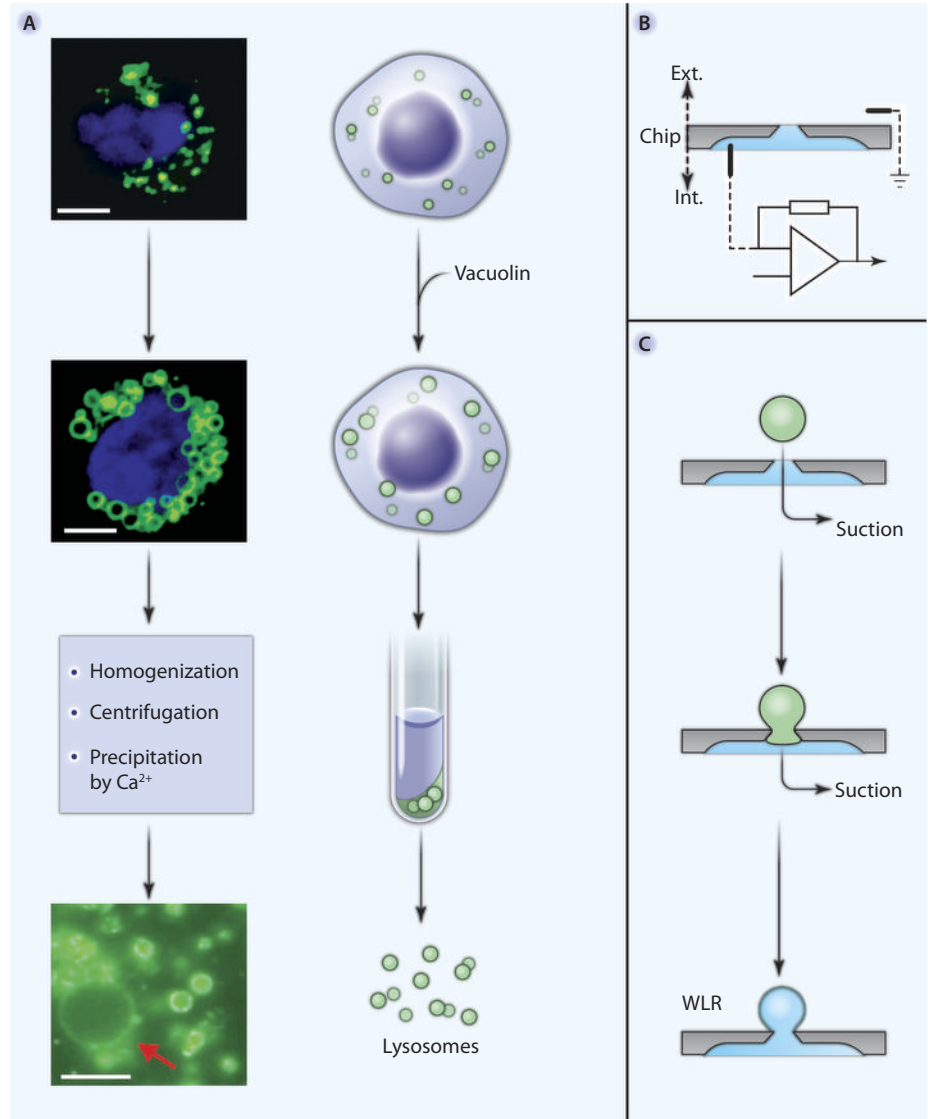 A
Vacuolin
• Homogenization
• Centrifugation
• Precipitation
by Ca²⁺
Lysosomes
B
Ext.
Chip
Int.
C
Suction
Suction
WLR